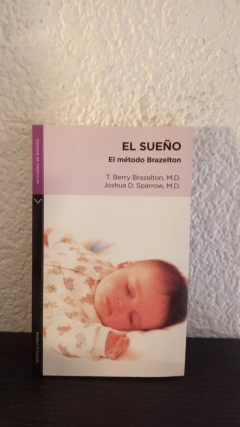 EL SUEÑO
El método Brazelton
T. Berry Brazelton, M.D.
Joshua D. Sparrow, M.D.